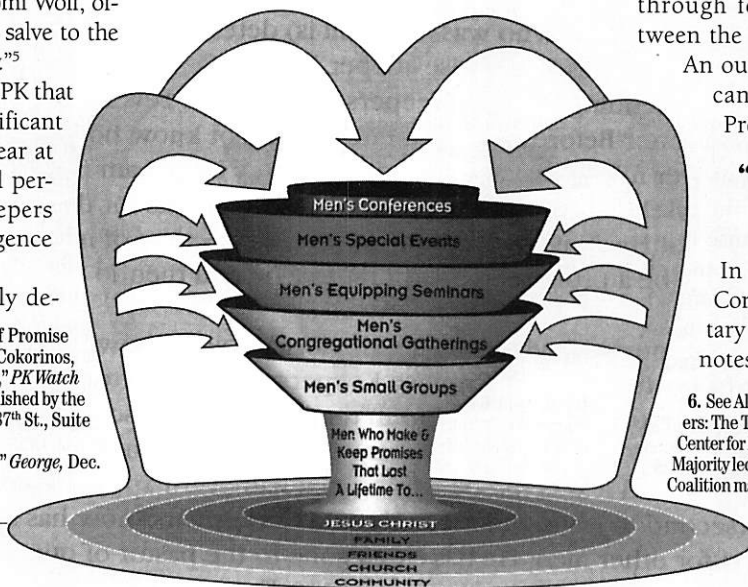 omi Wolf, of-
salve to the
."5
PK that
ificant
ear at
l per-
epers
gence
ly de-
f Promise
Cokorinos,
," PK Watch
ished by the
37th St., Suite
" George, Dec.
Men's Conferences
Men's Special Events
Men's Equipping Seminars
Men's
Congregational Gatherings
Men's Small Groups
Men Who Make &
Keep Promises
That Last
A Lifetime To...
JESUS CHRIST
FAMILY
FRIENDS
CHURCH
COMMUNITY
through fo
tween the
An ou
can
Pr
"
In
Con
tary
notes
6. See Al
ers: The T
Center for
Majority lec
Coalition ma